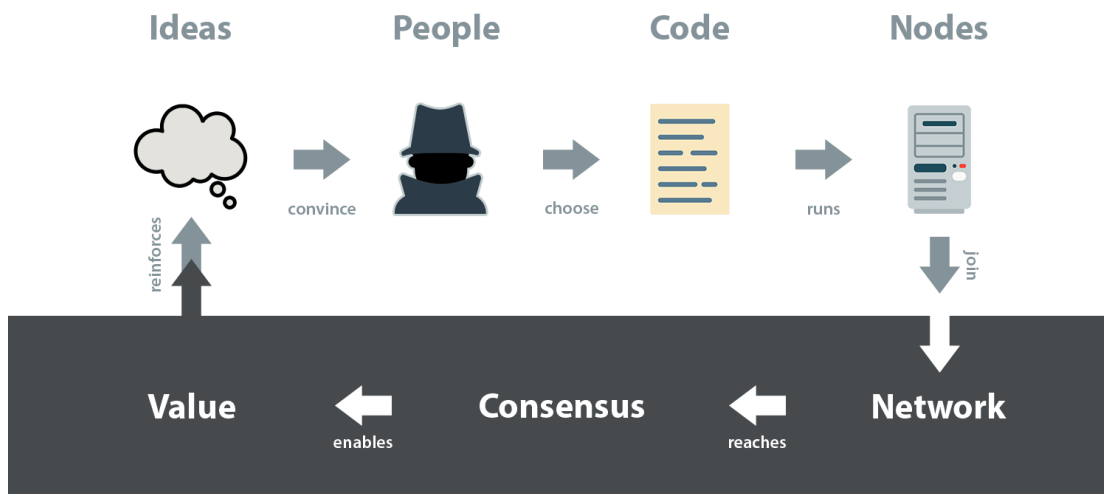 Ideas
People
Code
Nodes
convince
choose
runs
reinforces
join
Value
Consensus
Network
enables
reaches